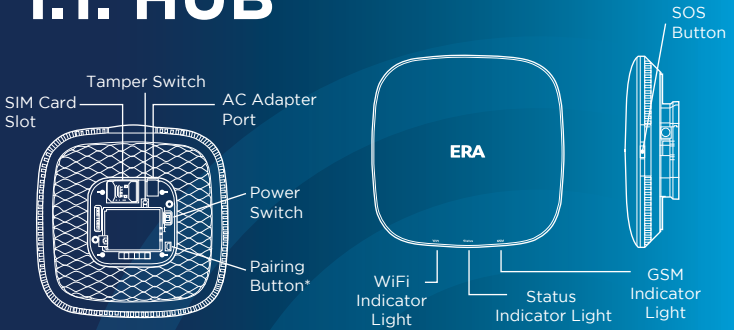 1.1. HUB
SOS
Button
Tamper Switch
SIM Card
Slot
AC Adapter
Port
ERA
Power
Switch
Pairing
Button*
WiFi
Indicator
Light
Status
Indicator Light
GSM
Indicator
Light